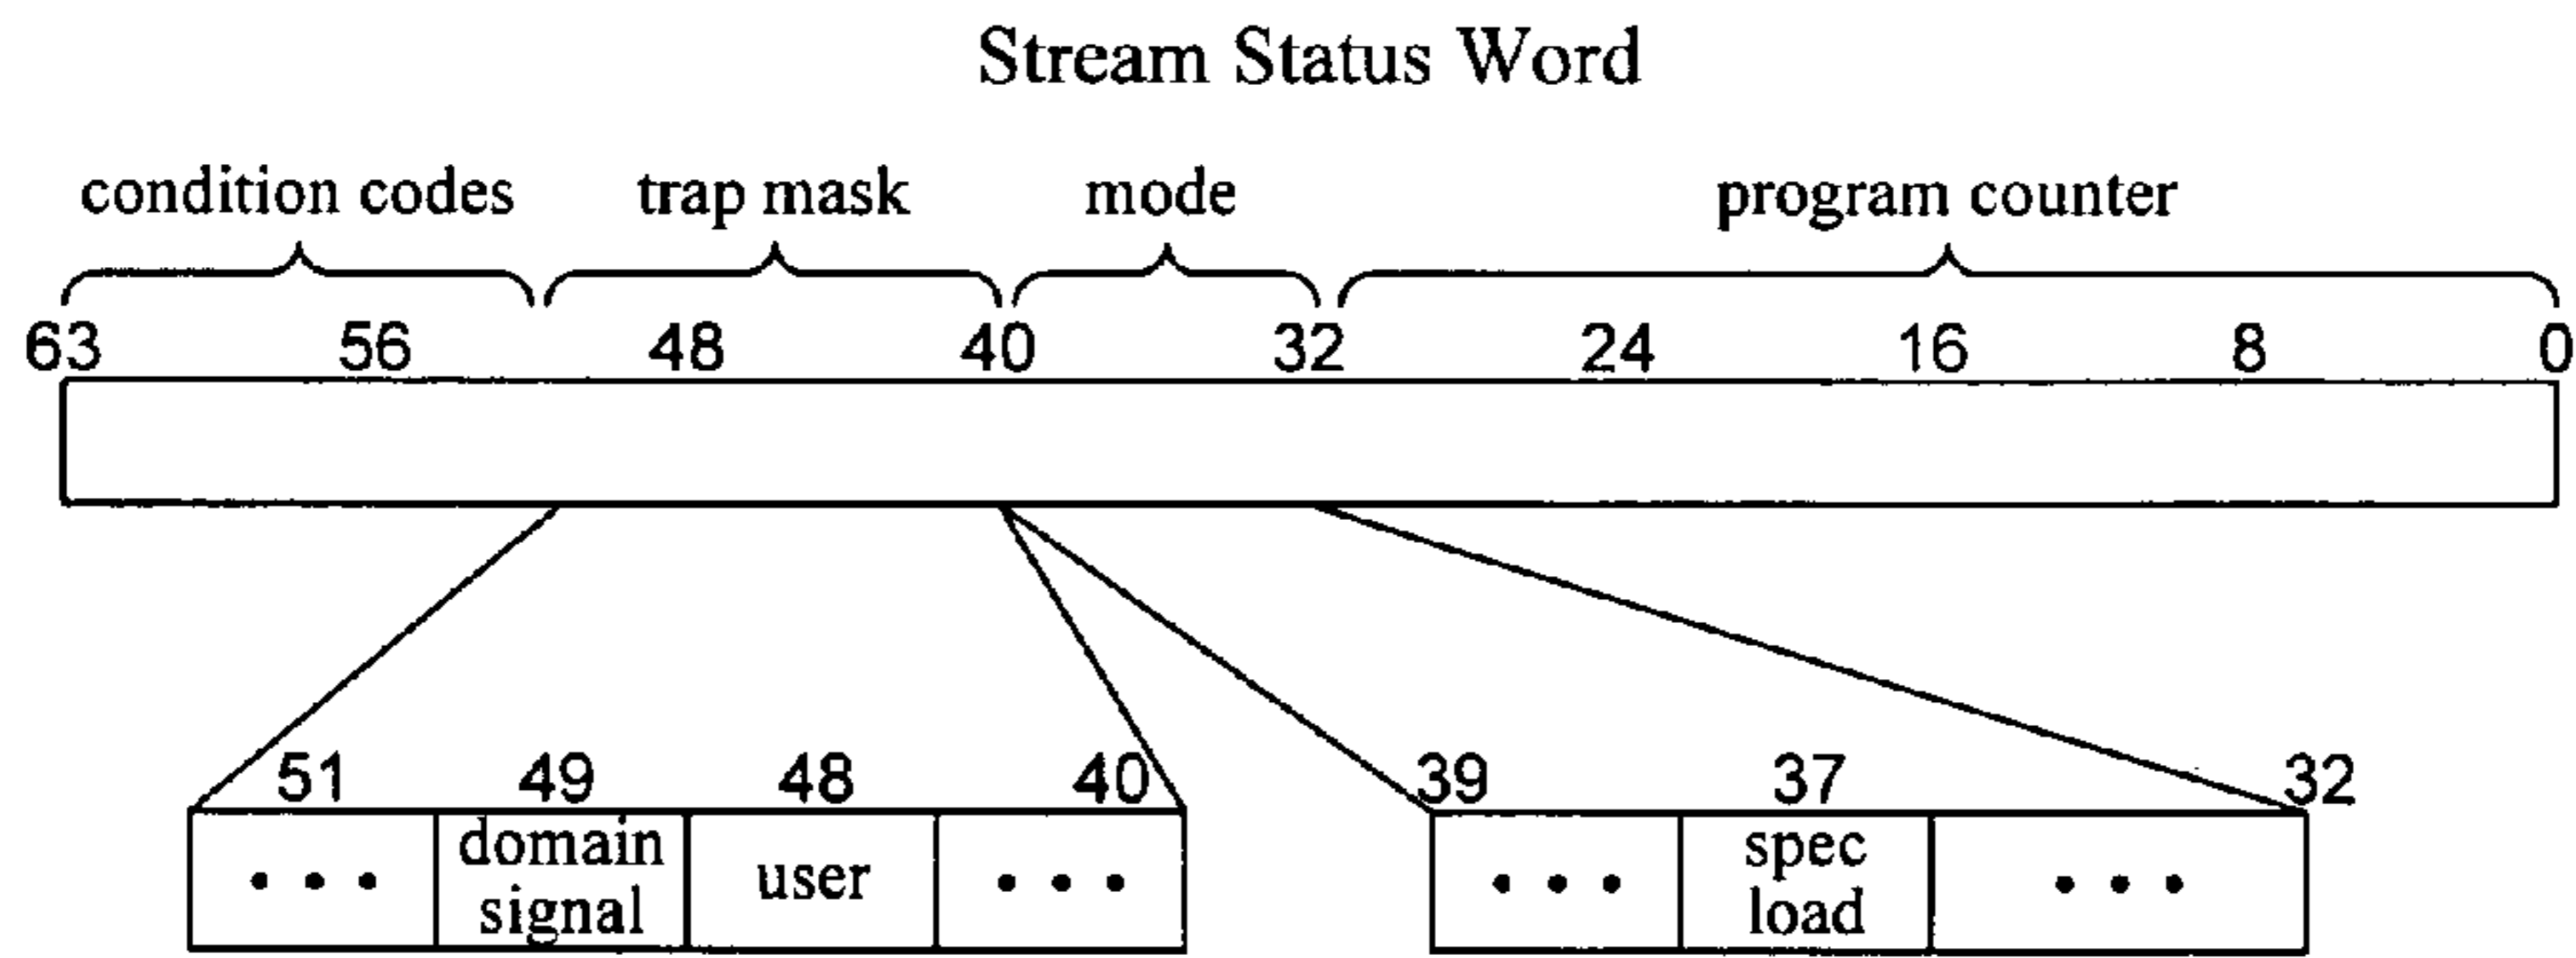 Stream Status Word
condition codes trap mask mode program counter
63 56 48 40 32 24 16 8 0
51 49 48 40 39 37 32
domain signal user spec load